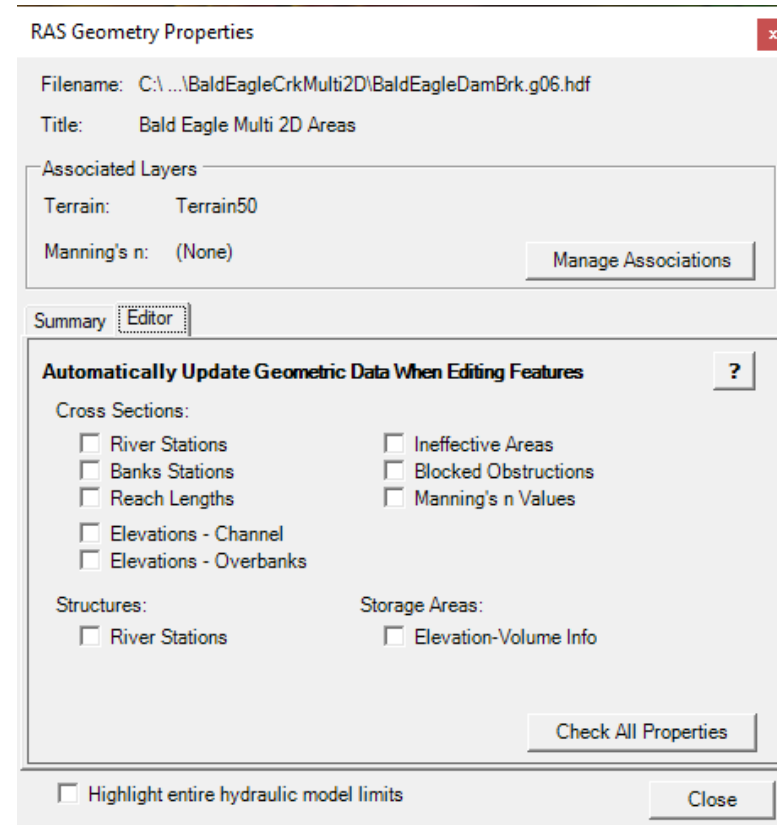 RAS Geometry Properties
x
Filename: C:\ ...\BaldEagleCrkMulti2D\BaldEagleDamBrk.g06.hdf
Title: Bald Eagle Multi 2D Areas
Associated Layers
Terrain: Terrain50
Manning's n: (None)
Manage Associations
Summary Editor
Automatically Update Geometric Data When Editing Features ?
Cross Sections:
River Stations Ineffective Areas
Banks Stations Blocked Obstructions
Reach Lengths Manning's n Values
Elevations - Channel
Elevations - Overbanks
Structures: Storage Areas:
River Stations Elevation-Volume Info
Check All Properties
Highlight entire hydraulic model limits
Close